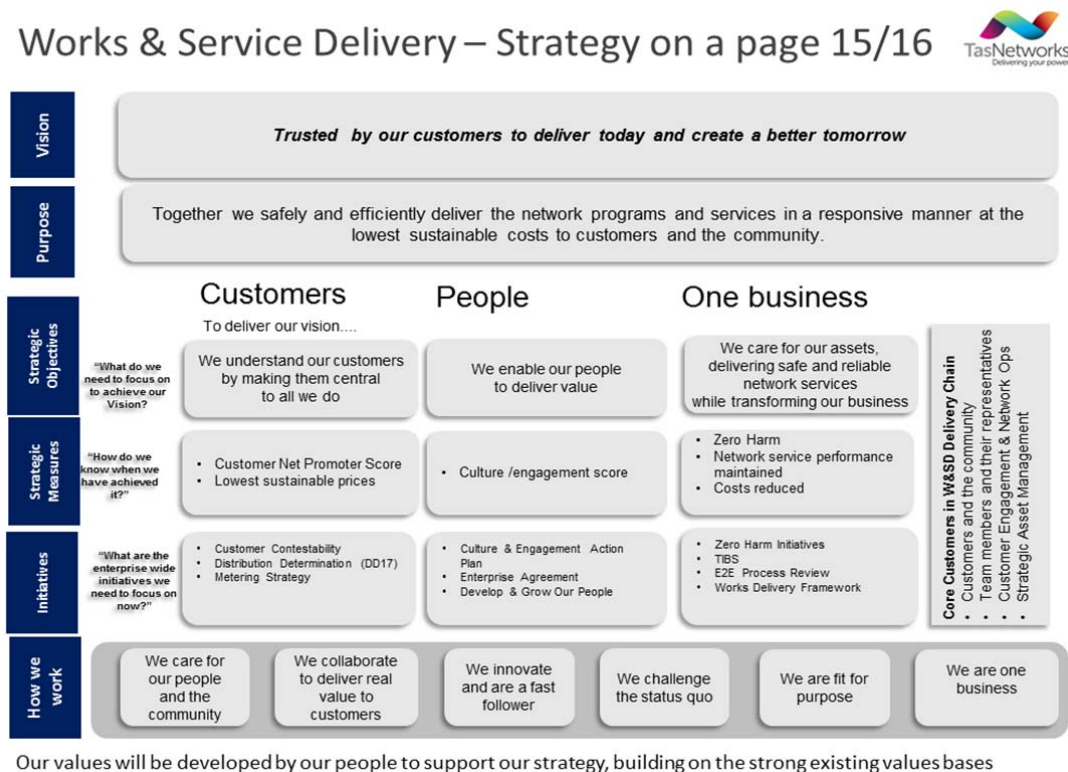 Works & Service Delivery – Strategy on a page 15/16
TasNetworks
Delivering your power
Vision
Trusted by our customers to deliver today and create a better tomorrow
Purpose
Together we safely and efficiently deliver the network programs and services in a responsive manner at the
lowest sustainable costs to customers and the community.
Customers
People
One business
To deliver our vision....
Strategic
Objectives
“What do we
need to focus on
to achieve our
Vision?
We understand our customers
by making them central
to all we do
We enable our people
to deliver value
We care for our assets,
delivering safe and reliable
network services
while transforming our business
Strategic
Measures
“How do we
know when we
have achieved
it?”
• Customer Net Promoter Score
• Lowest sustainable prices
• Culture /engagement score
• Zero Harm
• Network service performance
maintained
• Costs reduced
Initiatives
“What are the
enterprise wide
initiatives we
need to focus on
now?”
• Customer Contestability
• Distribution Determination (DD17)
• Metering Strategy
• Culture & Engagement Action
Plan
• Enterprise Agreement
• Develop & Grow Our People
• Zero Harm Initiatives
• TIBS
• E2E Process Review
• Works Delivery Framework
Core Customers in W&SD Delivery Chain
• Customers and the community
• Team members and their representatives
• Customer Engagement & Network Ops
• Strategic Asset Management
How we
work
We care for
our people
and the
community
We collaborate
to deliver real
value to
customers
We innovate
and are a fast
follower
We challenge
the status quo
We are fit for
purpose
We are one
business
Our values will be developed by our people to support our strategy, building on the strong existing values bases